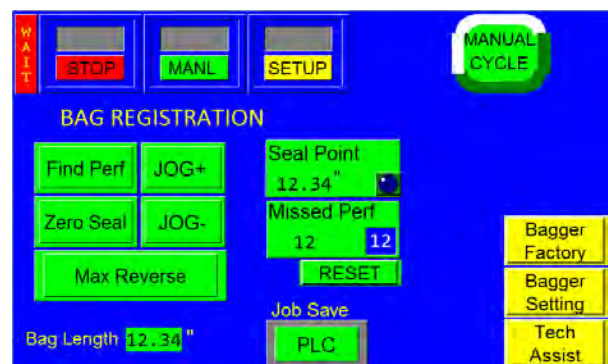 WAIT
STOP
MANL
SETUP
MANUAL
CYCLE
BAG REGISTRATION
Find Perf
JOG+
Seal Point
12.34"
Zero Seal
JOG-
Missed Perf
12
12
Max Reverse
RESET
Bag Length 12.34 "
Job Save
PLC
Bagger
Factory
Bagger
Setting
Tech
Assist